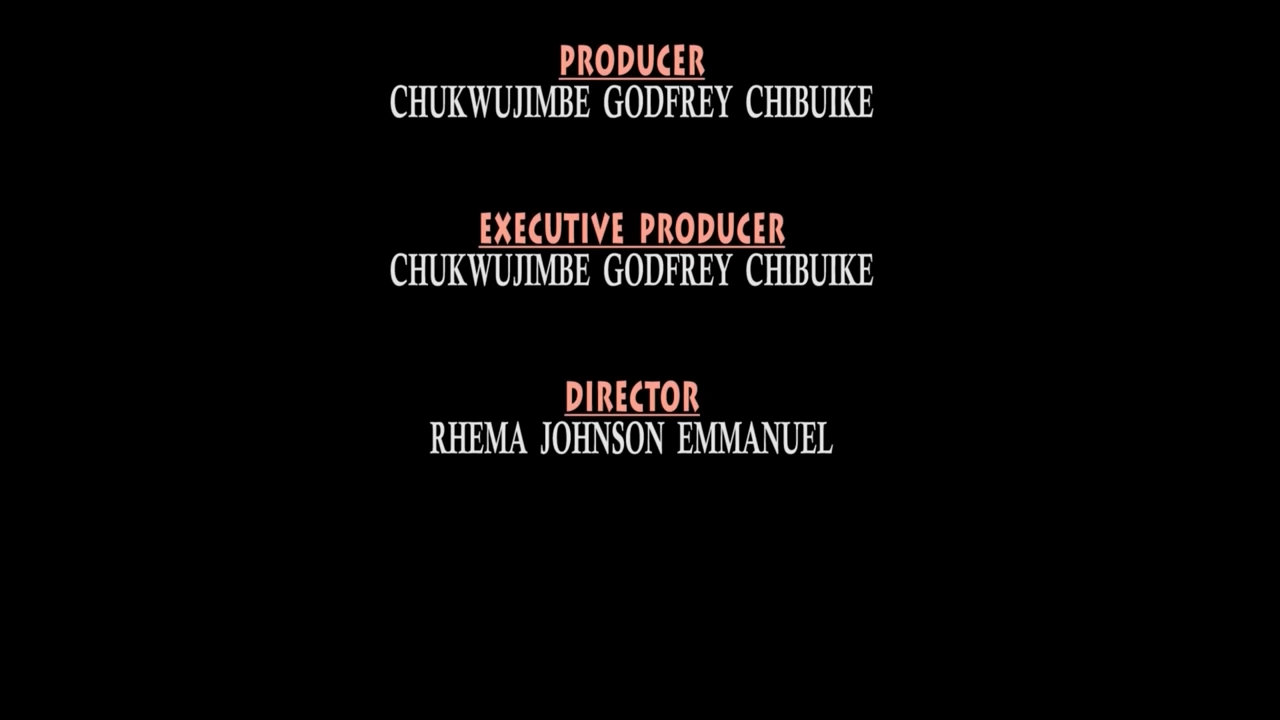 PRODUCER
CHUKWUJIMBE GODFREY CHIBUIKE
EXECUTIVE PRODUCER
CHUKWUJIMBE GODFREY CHIBUIKE
DIRECTOR
RHEMA JOHNSON EMMANUEL